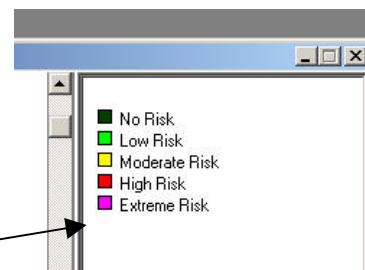 No Risk
Low Risk
Moderate Risk
High Risk
Extreme Risk